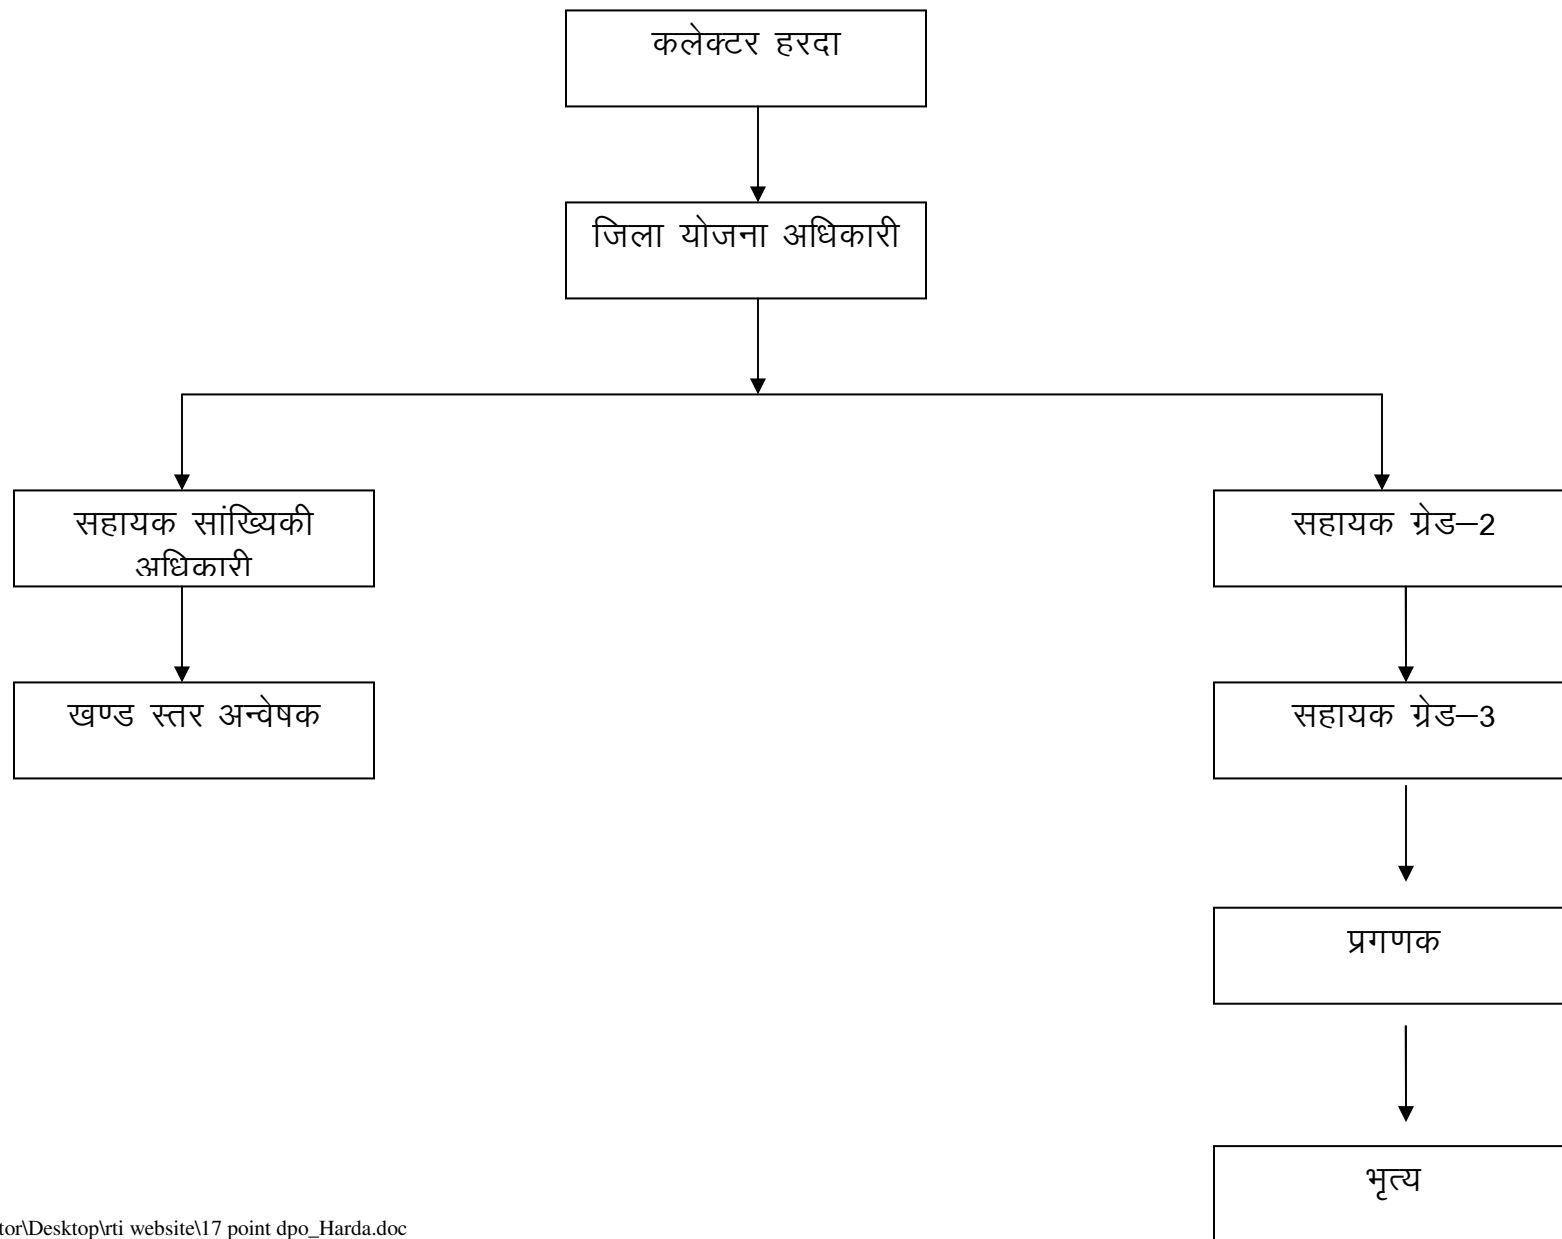 कलेक्टर हरदा
जिला योजना अधिकारी
सहायक सांख्यिकी
अधिकारी
सहायक ग्रेड–2
खण्ड स्तर अन्वेषक
सहायक ग्रेड–3
प्रगणक
भृत्य
tor\Desktop\rti website\17 point dpo_Harda.doc